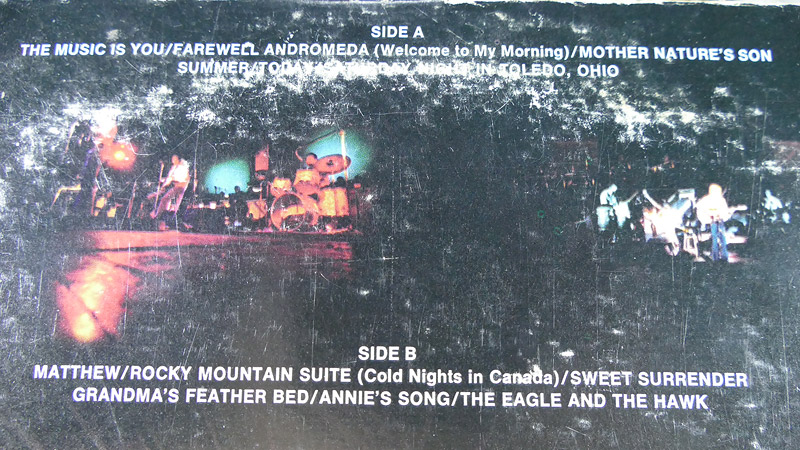 SIDE A
THE MUSIC IS YOU/FAREWELL ANDROMEDA (Welcome to My Morning)/MOTHER NATURE'S SON
SUMMER/TODAY/SATURDAY NIGHT IN TOLEDO, OHIO
SIDE B
MATTHEW/ROCKY MOUNTAIN SUITE (Cold Nights in Canada)/SWEET SURRENDER
GRANDMA'S FEATHER BED/ANNIE'S SONG/THE EAGLE AND THE HAWK